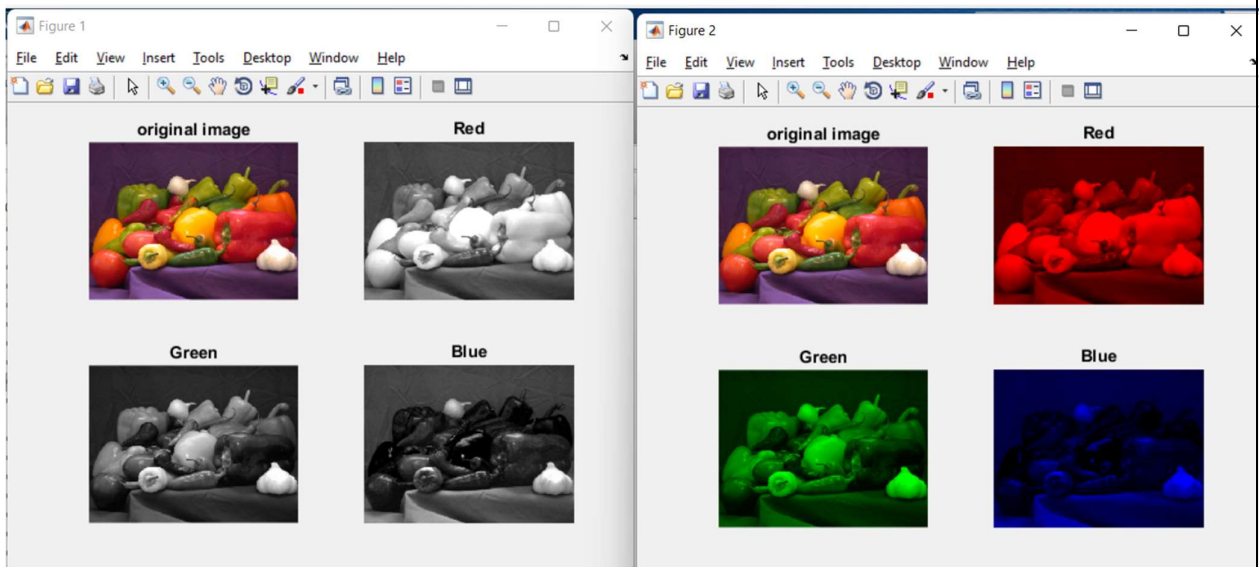 Figure 1
File Edit View Insert Tools Desktop Window Help
original image
Red
Green
Blue
Figure 2
File Edit View Insert Tools Desktop Window Help
original image
Red
Green
Blue